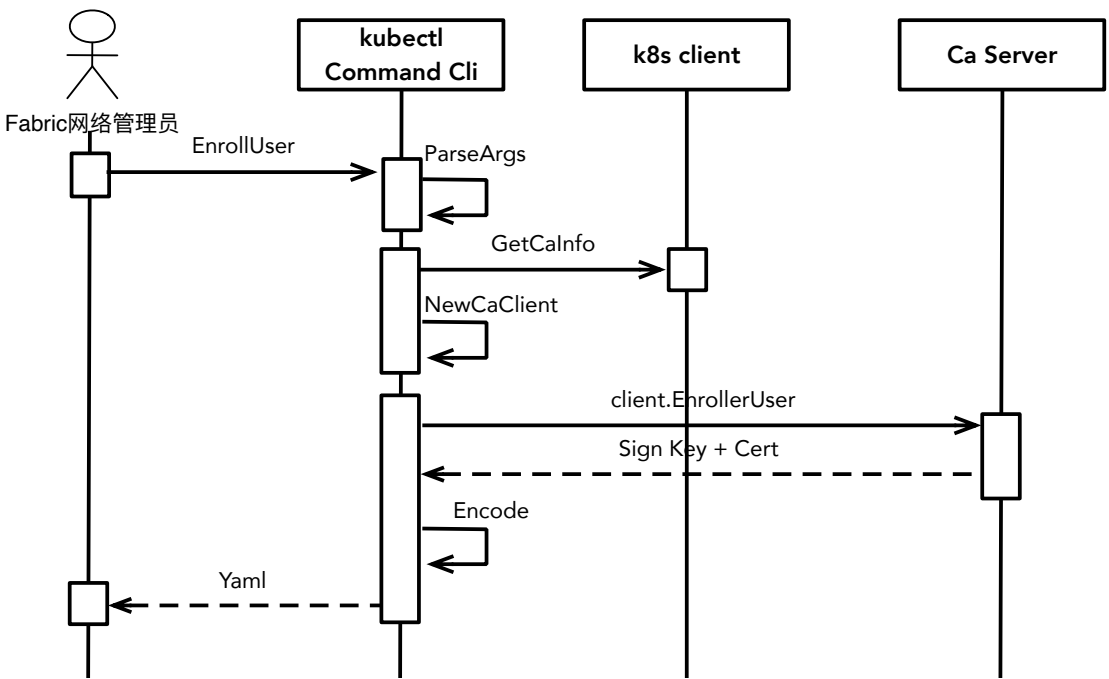 kubectl
Command Cli
k8s client
Ca Server
Fabric网络管理员
EnrollUser
ParseArgs
GetCaInfo
NewCaClient
client.EnrollerUser
Sign Key + Cert
Encode
Yaml